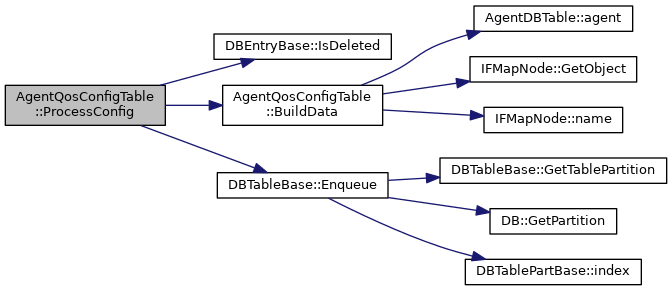 AgentQosConfigTable
::ProcessConfig
DBEntryBase::IsDeleted
AgentQosConfigTable
::BuildData
DBTableBase::Enqueue
AgentDBTable::agent
IFMapNode::GetObject
IFMapNode::name
DBTableBase::GetTablePartition
DB::GetPartition
DBTablePartBase::index